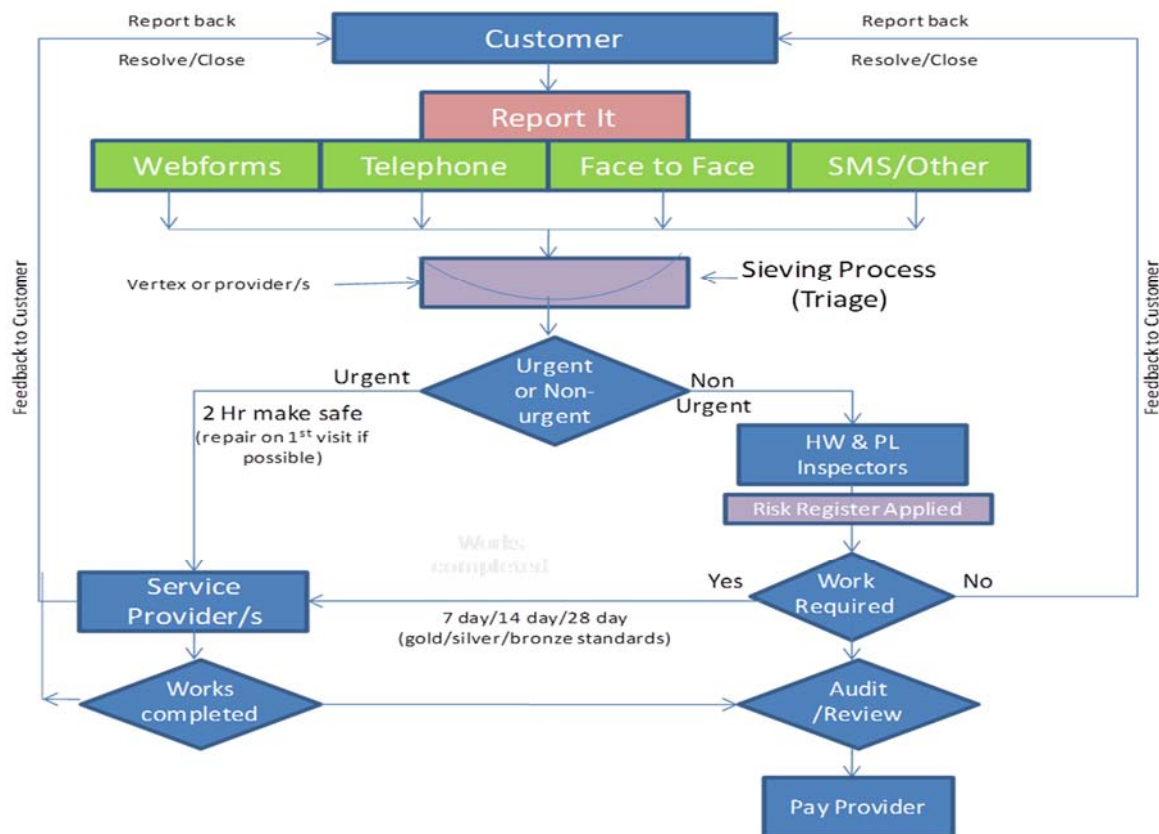 Report back
Customer
Report back
Resolve/Close
Resolve/Close
Report It
Webforms
Telephone
Face to Face
SMS/Other
Vertex or provider/s
Sieving Process
(Triage)
Feedback to Customer
Feedback to Customer
Urgent
Urgent
or Non-
urgent
Non
Urgent
2 Hr make safe
(repair on 1st visit if
possible)
HW & PL
Inspectors
Risk Register Applied
Works
completed
Service
Provider/s
Yes
Work
Required
No
7 day/14 day/28 day
(gold/silver/bronze standards)
Works
completed
Audit
/Review
Pay Provider